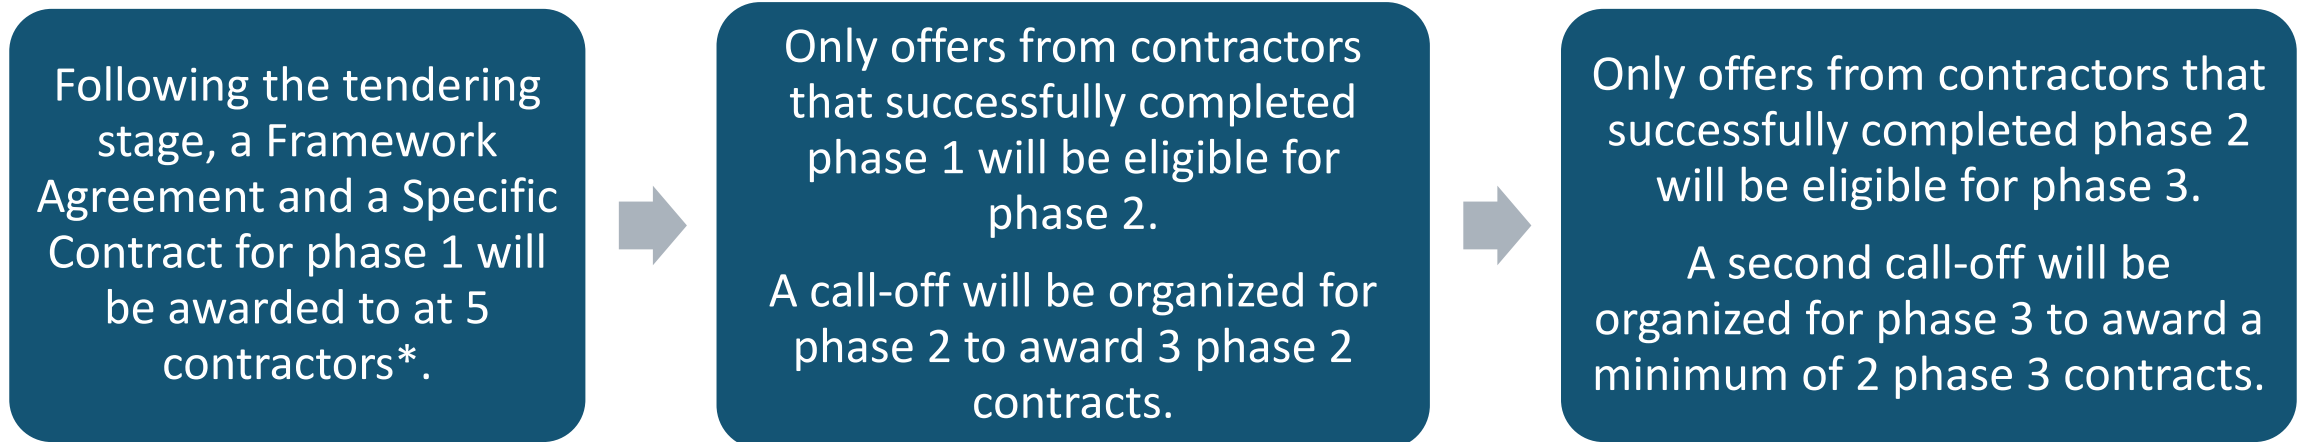 Following the tendering
stage, a Framework
Agreement and a Specific
Contract for phase 1 will
be awarded to at 5
contractors*.
Only offers from contractors
that successfully completed
phase 1 will be eligible for
phase 2.
A call-off will be organized for
phase 2 to award 3 phase 2
contracts.
Only offers from contractors that
successfully completed phase 2
will be eligible for phase 3.
A second call-off will be
organized for phase 3 to award a
minimum of 2 phase 3 contracts.